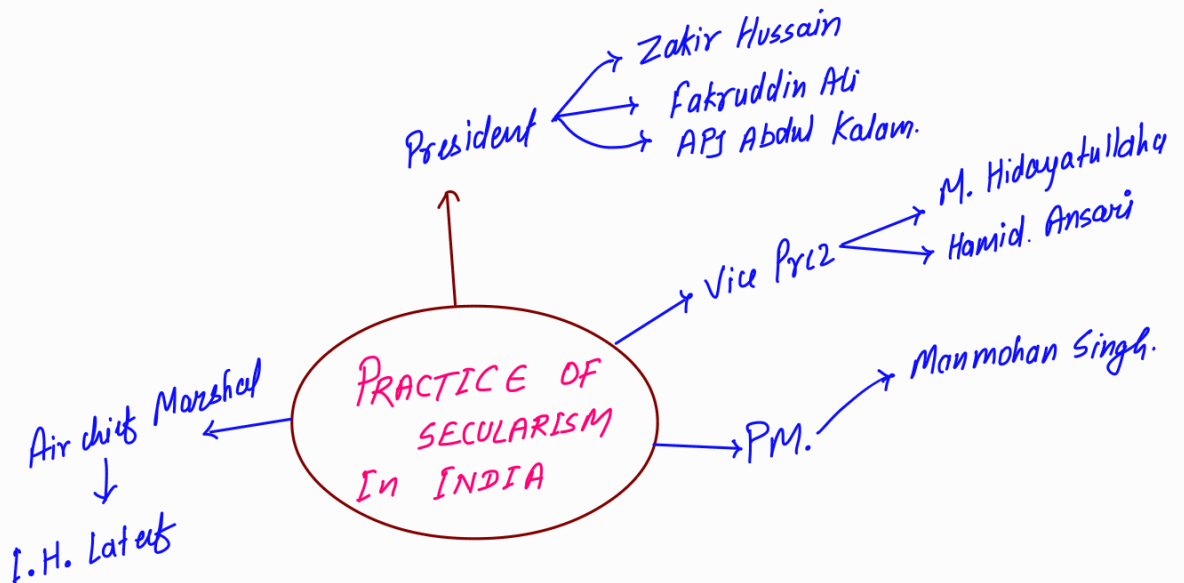 Zakir Hussain
President
Fakruddin Ali
APJ Abdul Kalam.
M. Hidayatullaha
Vice Prez
Hamid. Ansari
PRACTICE OF
SECULARISM
In INDIA
Manmohan Singh.
PM.
Air chief Marshal
I.H. Lateef